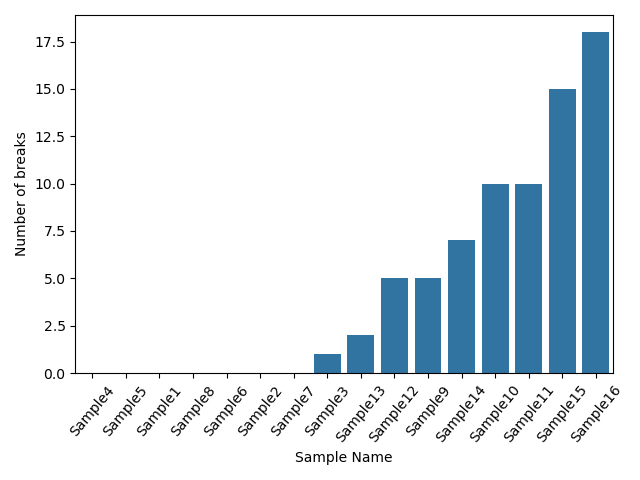 17.5
15.0
12.5
10.0
7.5
5.0
2.5
0.0
Number of breaks
Sample4
Sample5
Sample1
Sample8
Sample6
Sample2
Sample7
Sample3
Sample13
Sample12
Sample9
Sample14
Sample10
Sample11
Sample15
Sample16
Sample Name